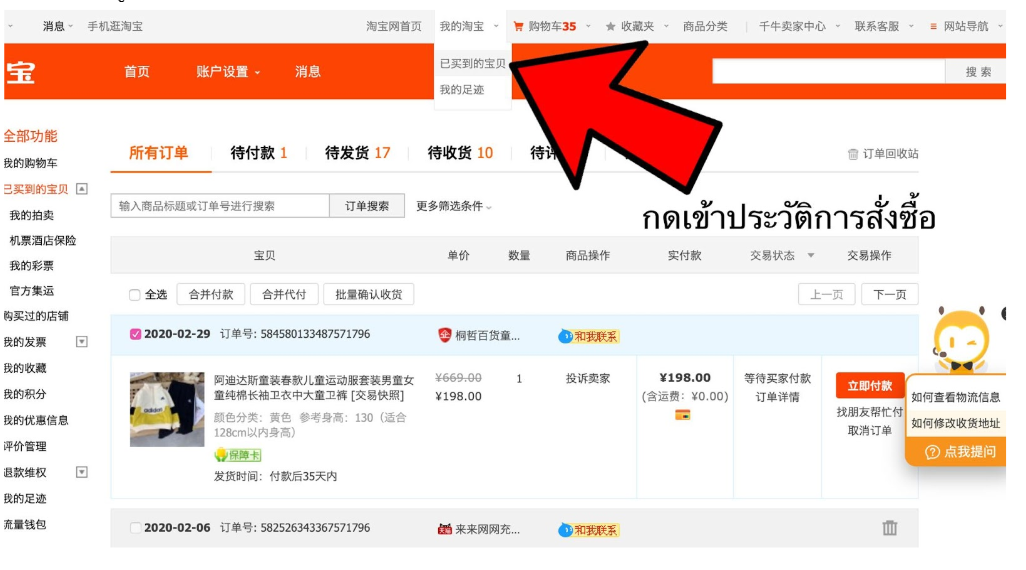 消息 手机逛淘宝 淘宝网首页 我的淘宝 购物车35 收藏夹 商品分类 千牛卖家中心 联系客服 网站导航
宝 首页 账户设置 消息 搜索
已买到的宝贝
我的足迹
全部功能
我的购物车
已买到的宝贝
我的拍卖
机票酒店保险
我的彩票
官方集运
购买过的店铺
我的发票
我的收藏
我的积分
我的优惠信息
评价管理
退款维权
我的足迹
流量钱包
所有订单 待付款 1 待发货 17 待收货 10 订单回收站
输入商品标题或订单号进行搜索 订单搜索 更多筛选条件
กดเข้าประวัติการสั่งซื้อ
宝贝 单价 数量 商品操作 实付款 交易状态 交易操作
全选 合并付款 合并代付 批量确认收货 上一页 下一页
2020-02-29 订单号: 584580133487571796 桐哲百货童... 和我联系
阿迪达斯童装春款儿童运动服套装男童女 ¥669.00 1 投诉卖家 ¥198.00 等待买家付款 立即付款
童纯棉长袖卫衣中大童卫裤 [交易快照] ¥198.00 (含运费: ¥0.00) 订单详情
颜色分类: 黄色 参考身高: 130（适合 找朋友帮忙付
128cm以内身高） 取消订单
保障卡
发货时间: 付款后35天内
如何查看物流信息
如何修改收货地址
点我提问
2020-02-06 订单号: 582526343367571796 来来网网充... 和我联系